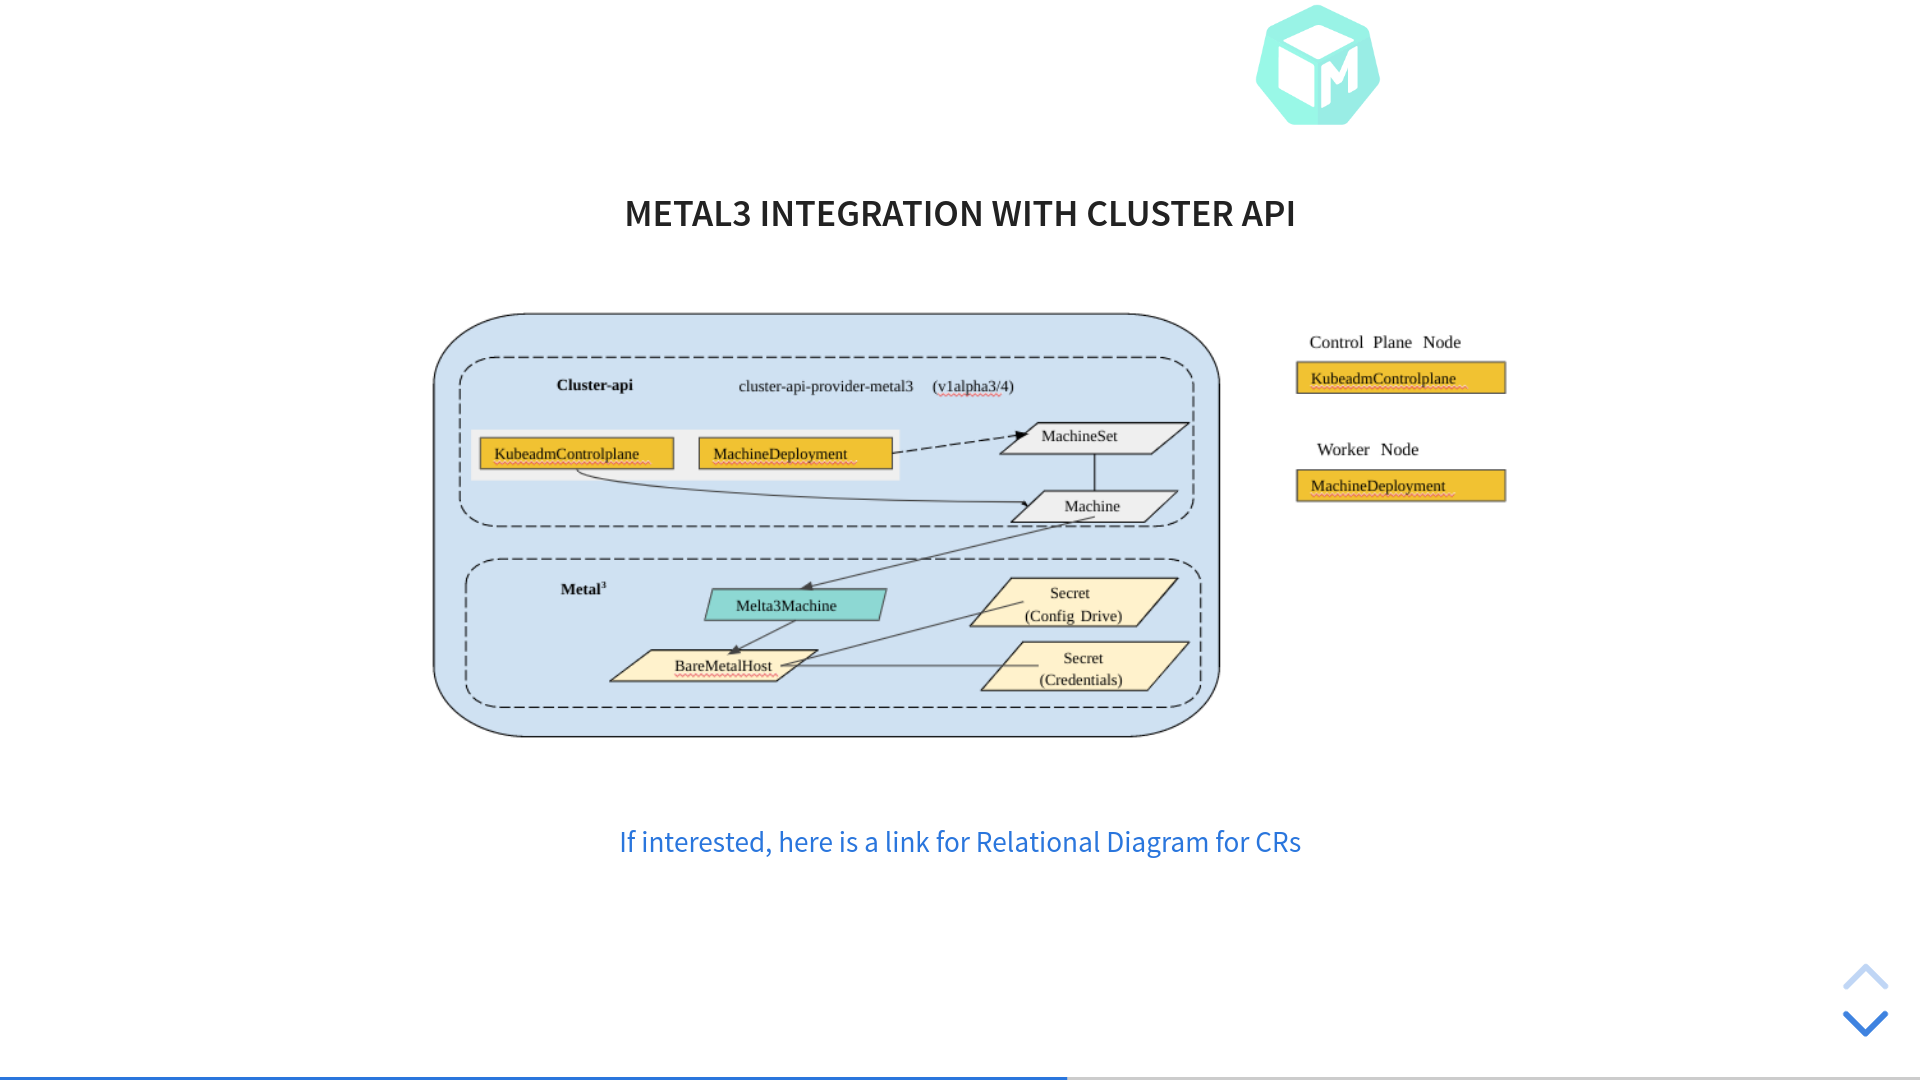 METAL3 INTEGRATION WITH CLUSTER API
Cluster-api
cluster-api-provider-metal3 (v1alpha3/4)
KubeadmControlplane
MachineDeployment
MachineSet
Machine
Metal³
Melta3Machine
Secret
(Config Drive)
BareMetalHost
Secret
(Credentials)
Control Plane Node
KubeadmControlplane
Worker Node
MachineDeployment
If interested, here is a link for Relational Diagram for CRs